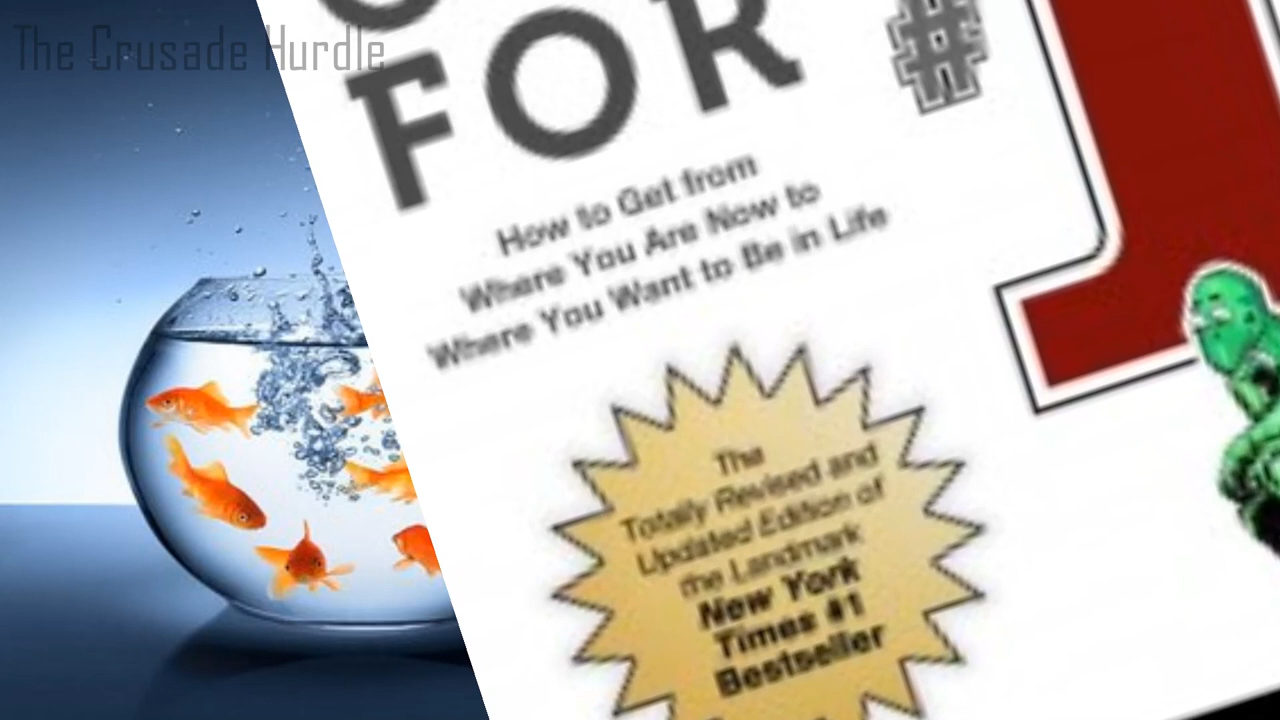 The Crusade Hurdle
FOR #1
How to Get from
Where You Are Now to
Where You Want to Be in Life
The
Totally Revised and
Updated Edition of
the Landmark
New York
Times #1
Bestseller